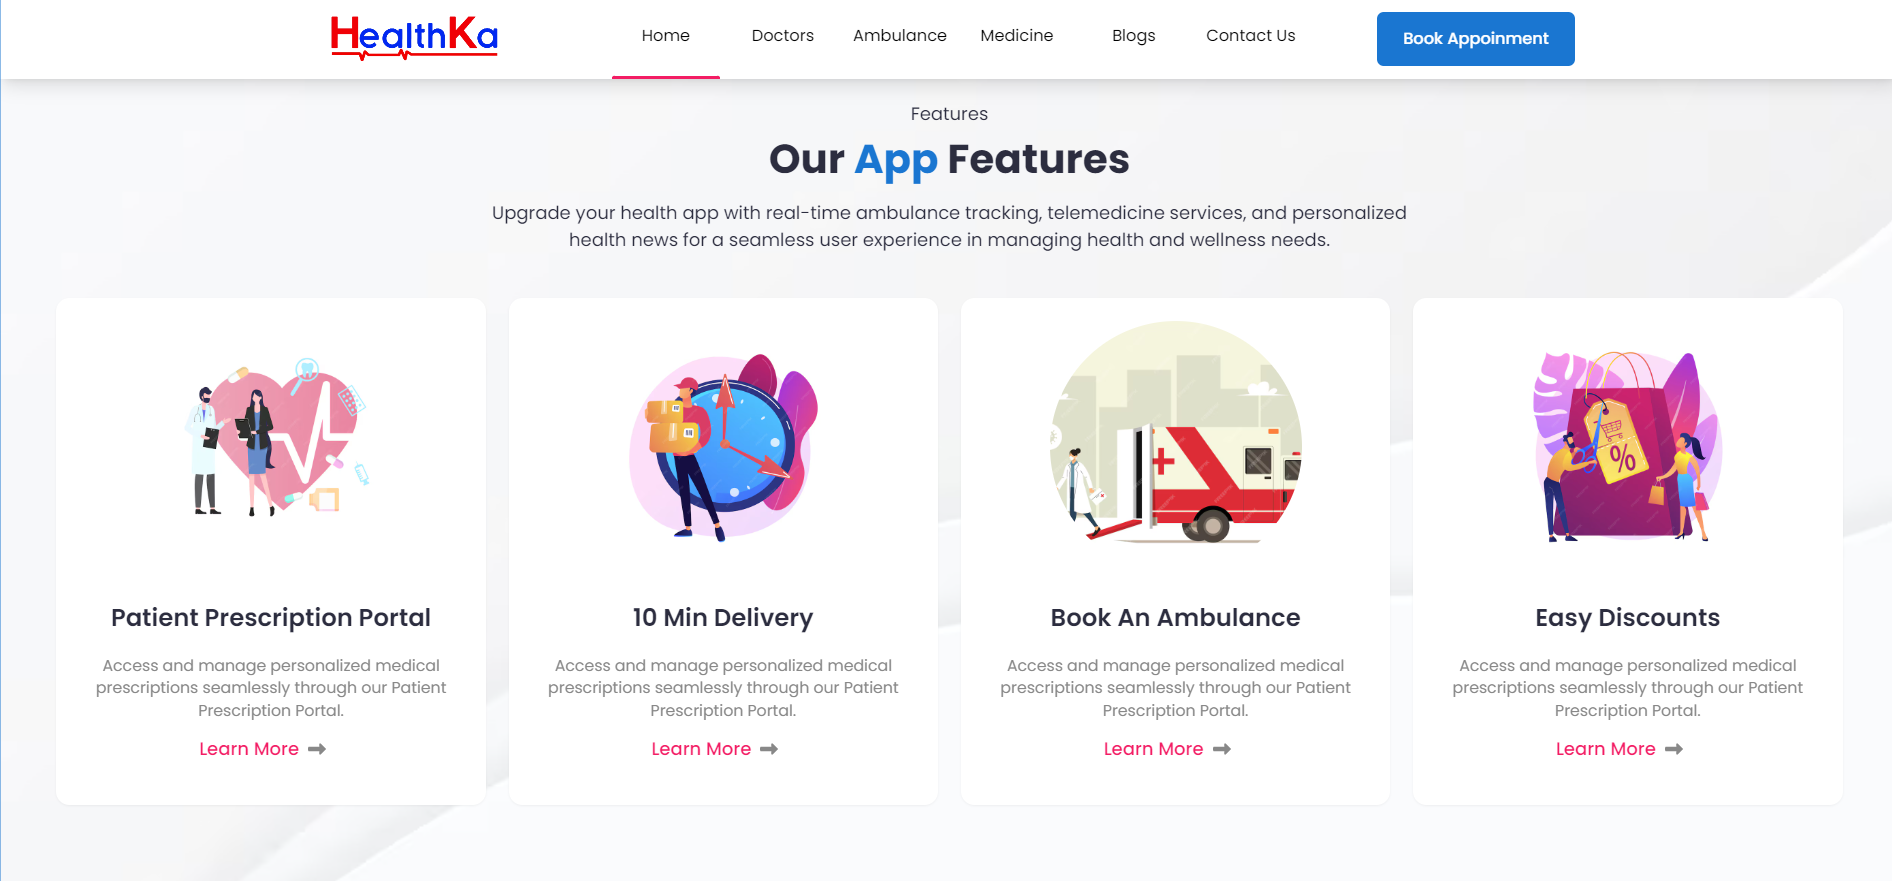 HealthKa
Home Doctors Ambulance Medicine Blogs Contact Us
Book Appoinment
Features
Our App Features
Upgrade your health app with real-time ambulance tracking, telemedicine services, and personalized
health news for a seamless user experience in managing health and wellness needs.
Patient Prescription Portal
Access and manage personalized medical
prescriptions seamlessly through our Patient
Prescription Portal.
Learn More
10 Min Delivery
Access and manage personalized medical
prescriptions seamlessly through our Patient
Prescription Portal.
Learn More
Book An Ambulance
Access and manage personalized medical
prescriptions seamlessly through our Patient
Prescription Portal.
Learn More
%
Easy Discounts
Access and manage personalized medical
prescriptions seamlessly through our Patient
Prescription Portal.
Learn More